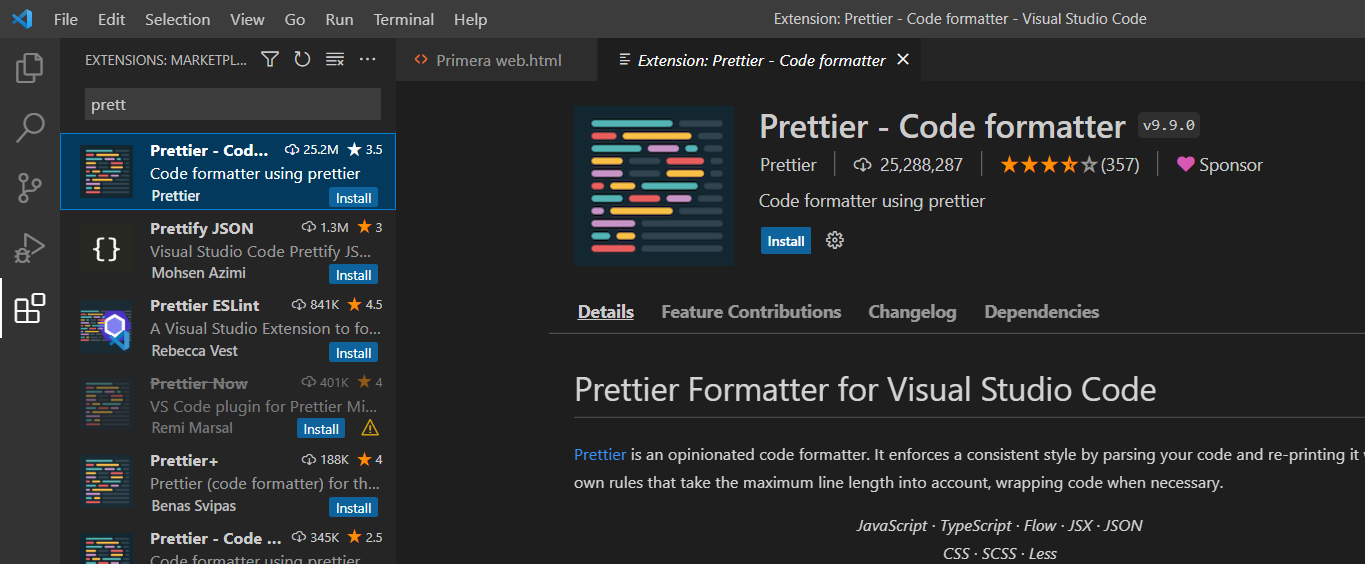 File Edit Selection View Go Run Terminal Help
Extension: Prettier - Code formatter - Visual Studio Code
EXTENSIONS: MARKETPL...
prett
Prettier - Cod... 25.2M 3.5
Code formatter using prettier
Prettier Install
Prettify JSON 1.3M 3
Visual Studio Code Prettify JS...
Mohsen Azimi Install
Prettier ESLint 841K 4.5
A Visual Studio Extension to fo...
Rebecca Vest Install
Prettier Now 401K 4
VS Code plugin for Prettier Mi...
Remi Marsal Install
Prettier+ 188K 4
Prettier (code formatter) for th...
Benas Svipas Install
Prettier - Code ... 345K 2.5
Code formatter using prettier
Primera web.html
Extension: Prettier - Code formatter
Prettier - Code formatter v9.9.0
Prettier 25,288,287 (357) Sponsor
Code formatter using prettier
Install
Details Feature Contributions Changelog Dependencies
Prettier Formatter for Visual Studio Code
Prettier is an opinionated code formatter. It enforces a consistent style by parsing your code and re-printing it
own rules that take the maximum line length into account, wrapping code when necessary.
JavaScript · TypeScript · Flow · JSX · JSON
CSS · SCSS · Less